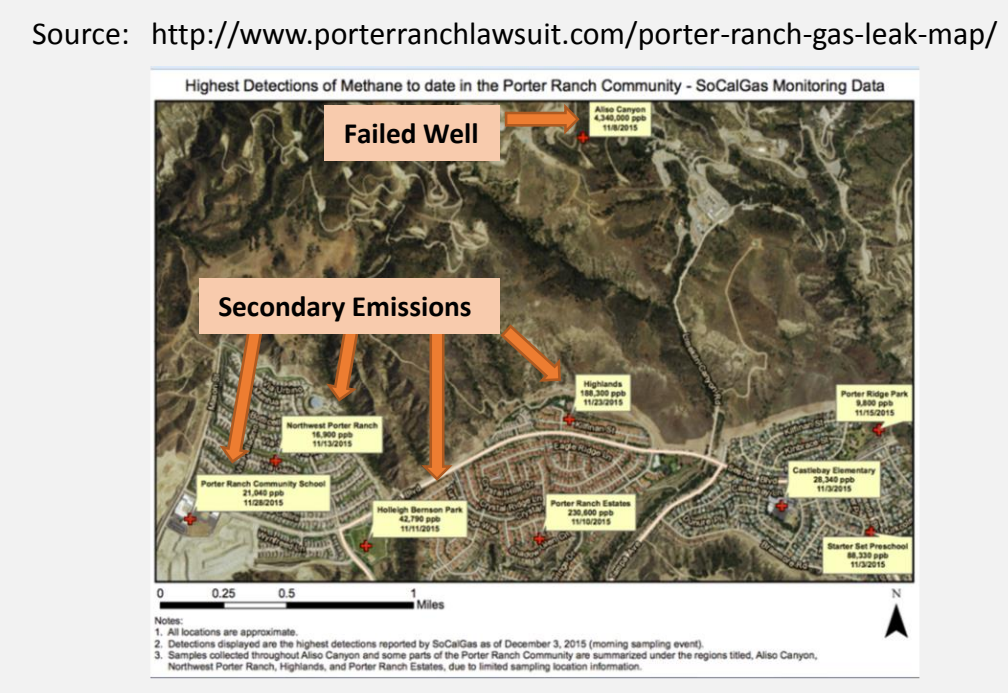 Source: http://www.porterranchlawsuit.com/porter-ranch-gas-leak-map/
Highest Detections of Methane to date in the Porter Ranch Community - SoCalGas Monitoring Data
Failed Well
Aliso Canyon
4,340,000 ppb
11/8/2015
Secondary Emissions
Highlands
188,300 ppb
11/23/2015
Porter Ridge Park
9,800 ppb
11/15/2015
Northwest Porter Ranch
16,900 ppb
11/13/2015
Castlebay Elementary
28,340 ppb
11/3/2015
Porter Ranch Community School
21,040 ppb
11/28/2015
Holleigh Bernson Park
42,790 ppb
11/11/2015
Porter Ranch Estates
230,600 ppb
11/10/2015
Starter Set Preschool
88,330 ppb
11/3/2015
Eagle Ridge Ln
0 0.25 0.5 1
Miles
N
Notes:
1. All locations are approximate.
2. Detections displayed are the highest detections reported by SoCalGas as of December 3, 2015 (morning sampling event).
3. Samples collected throughout Aliso Canyon and some parts of the Porter Ranch Community are summarized under the regions titled, Aliso Canyon,
Northwest Porter Ranch, Highlands, and Porter Ranch Estates, due to limited sampling location information.